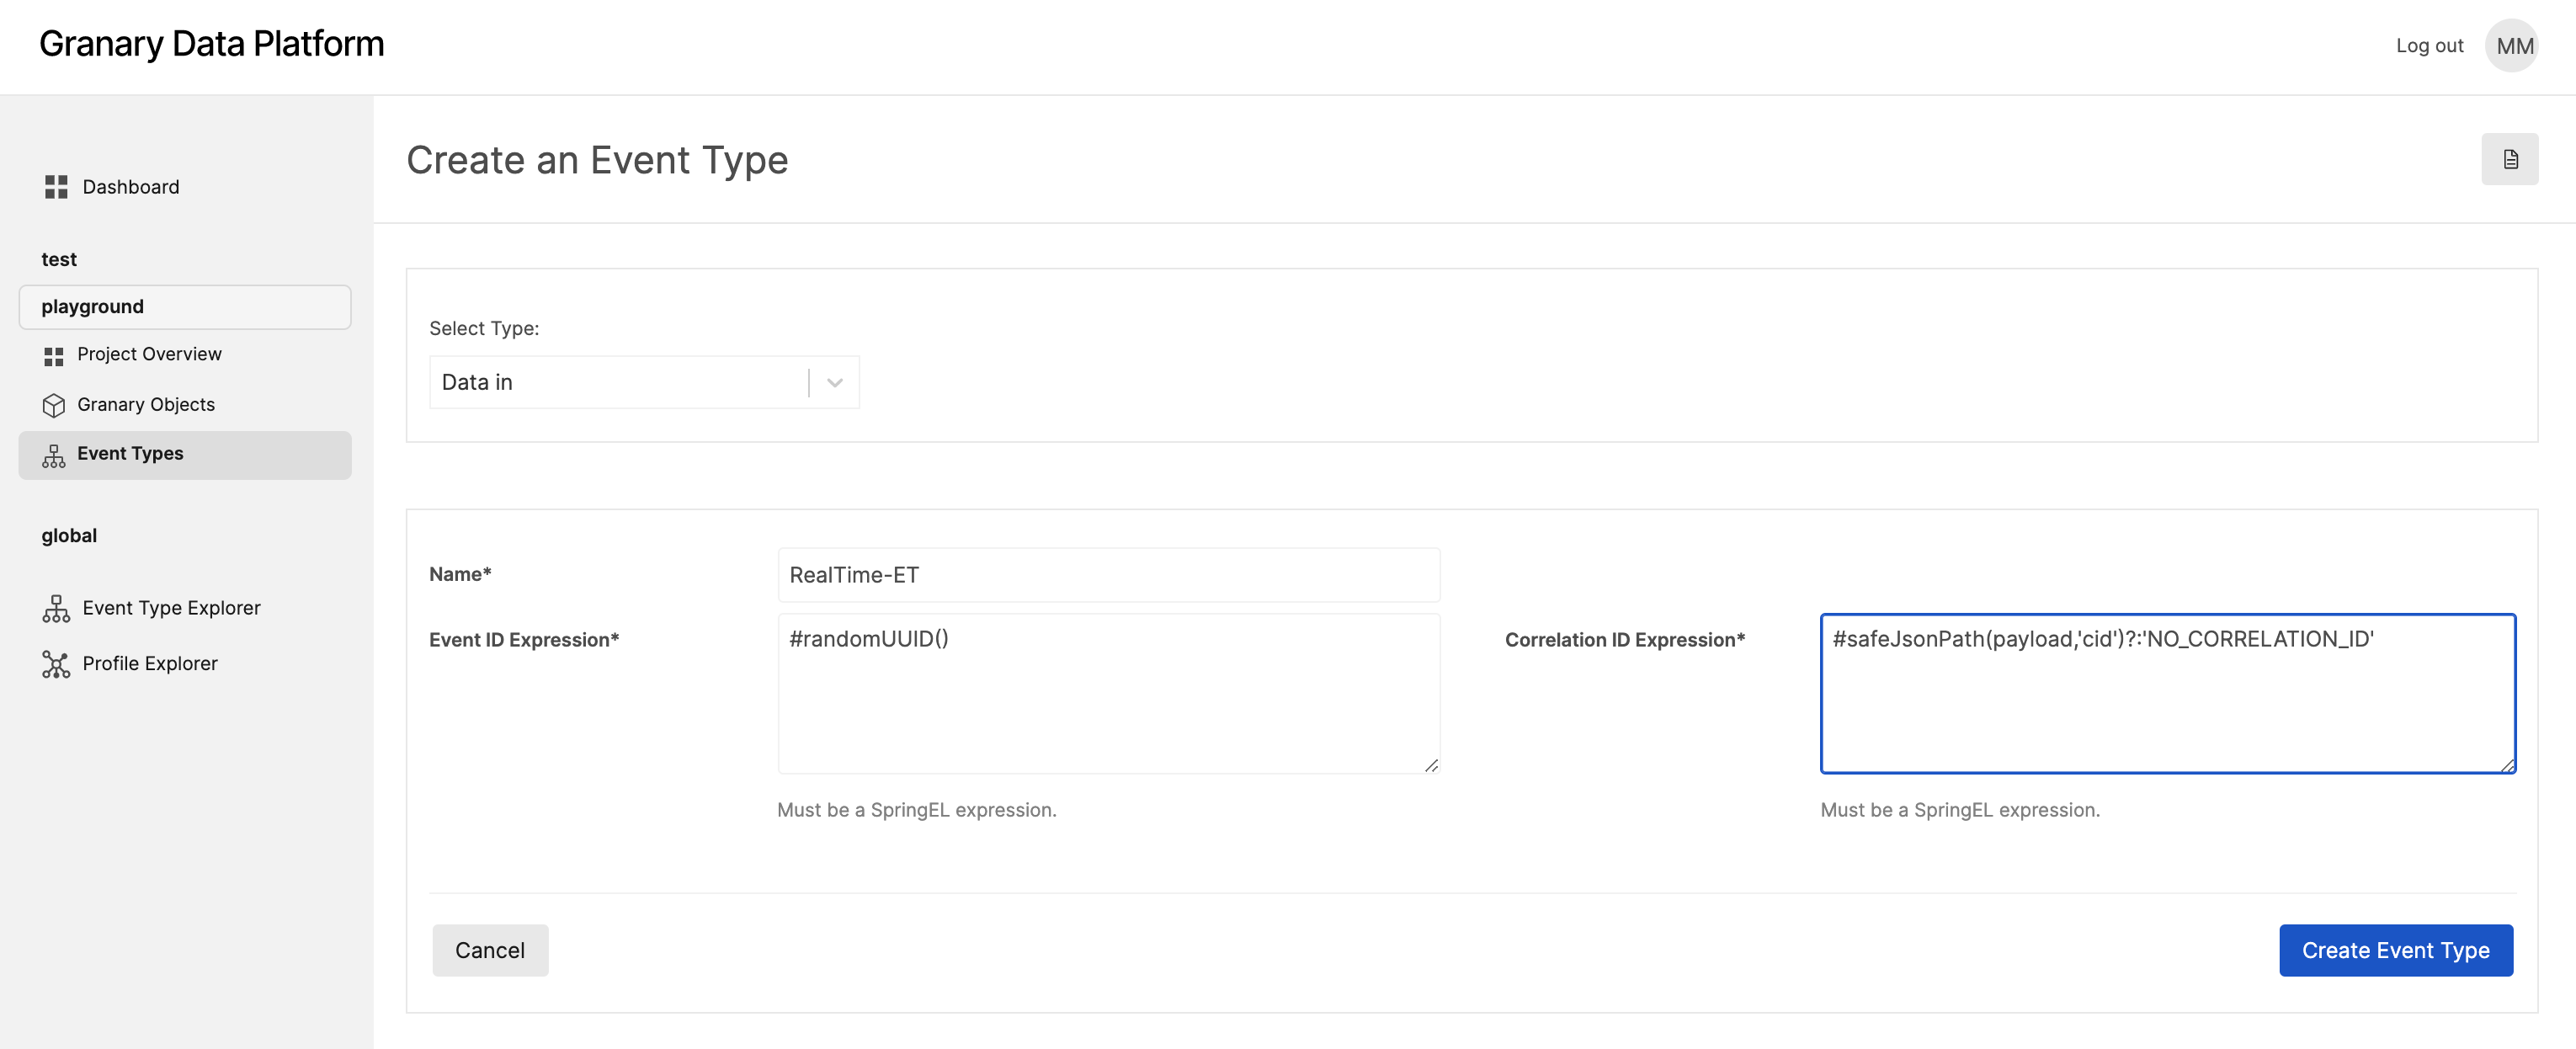 Granary Data Platform
Log out
MM
Dashboard
test
playground
Project Overview
Granary Objects
Event Types
global
Event Type Explorer
Profile Explorer
Create an Event Type
Select Type:
Data in
Name*
RealTime-ET
Event ID Expression*
#randomUUID()
Must be a SpringEL expression.
Correlation ID Expression*
#safeJsonPath(payload,'cid')?:'NO_CORRELATION_ID'
Must be a SpringEL expression.
Cancel
Create Event Type